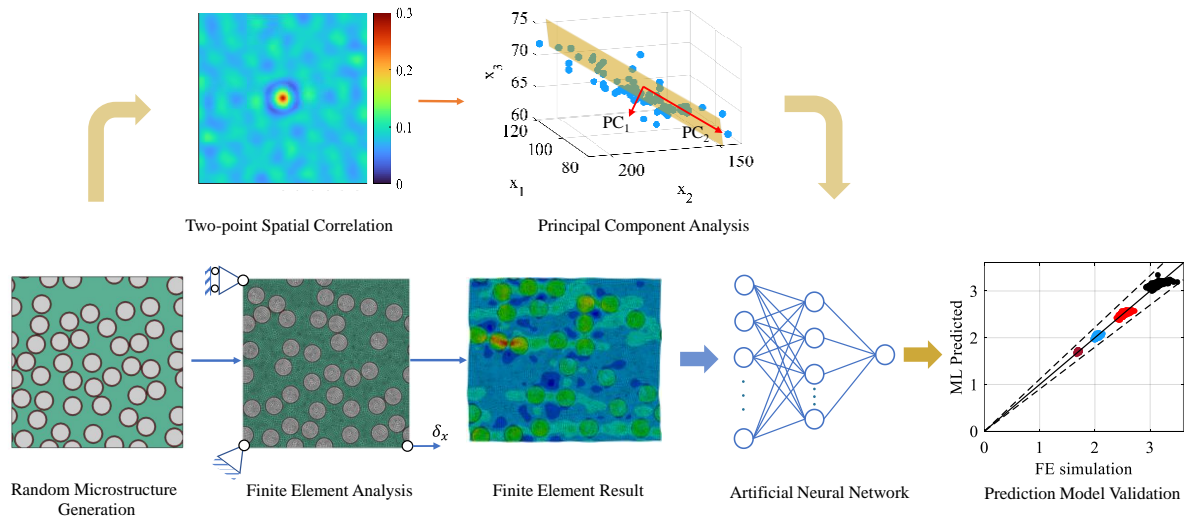 0.3
0.2
0.1
0
75
70
65
60
x3
120
100
80
x1
200
150
x2
PC1
PC2
Two-point Spatial Correlation
Principal Component Analysis
δx
3
2
1
0
ML Predicted
0 1 2 3
FE simulation
Random Microstructure
Generation
Finite Element Analysis
Finite Element Result
Artificial Neural Network
Prediction Model Validation